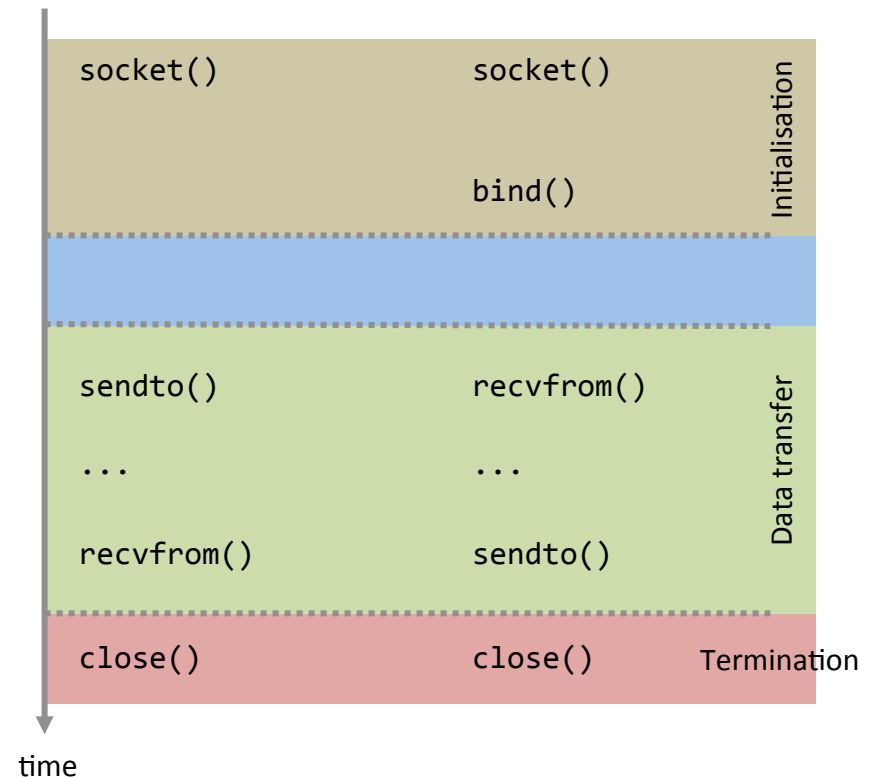 socket() socket()
bind()
Initialisation
sendto() recvfrom()
... ...
recvfrom() sendto()
Data transfer
close() close() Termination
time